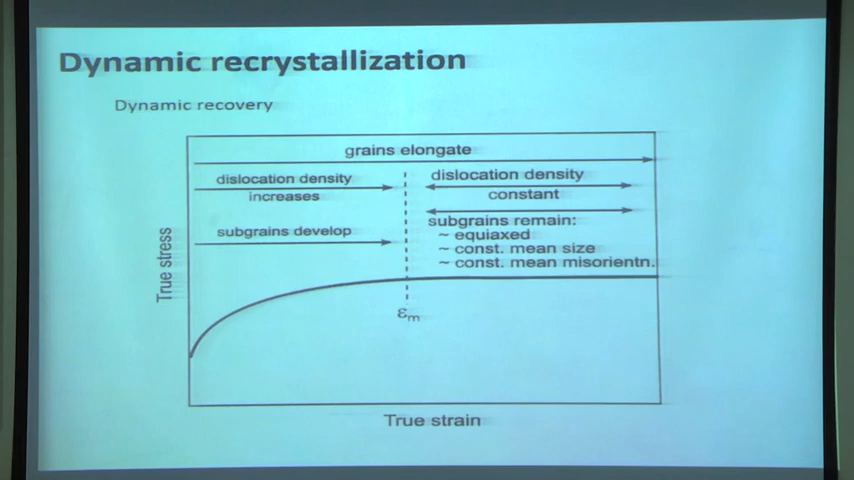 Dynamic recrystallization
Dynamic recovery
grains elongate
dislocation density
increases
subgrains develop
dislocation density
constant
subgrains remain:
~ equiaxed
~ const. mean size
~ const. mean misorientn.
True stress
εm
True strain